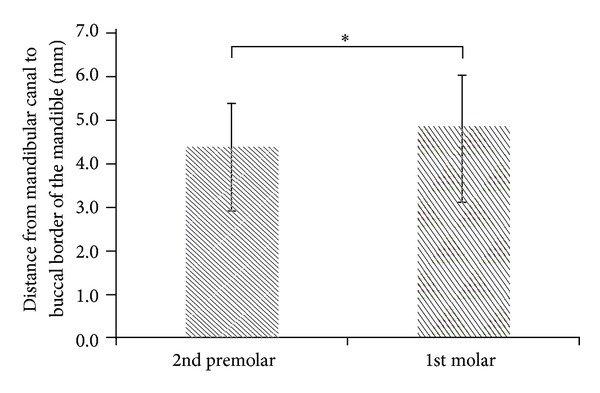 Distance from mandibular canal to
buccal border of the mandible (mm)
7.0
6.0
5.0
4.0
3.0
2.0
1.0
0.0
*
2nd premolar
1st molar